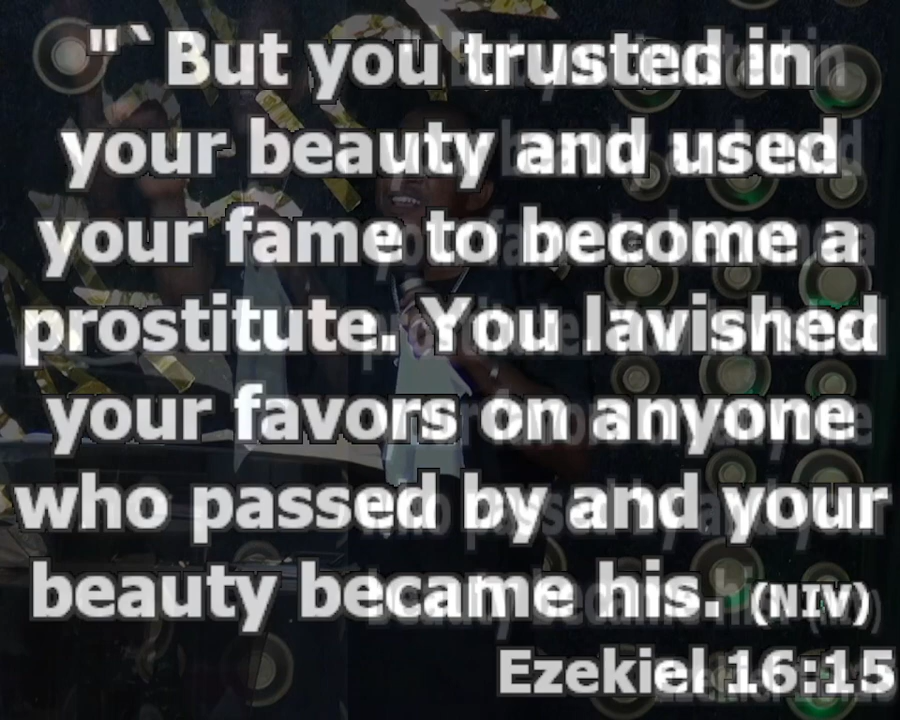 "`But you trusted in
your beauty and used
your fame to become a
prostitute. You lavished
your favors on anyone
who passed by and your
beauty became his. (NIV)
Ezekiel 16:15